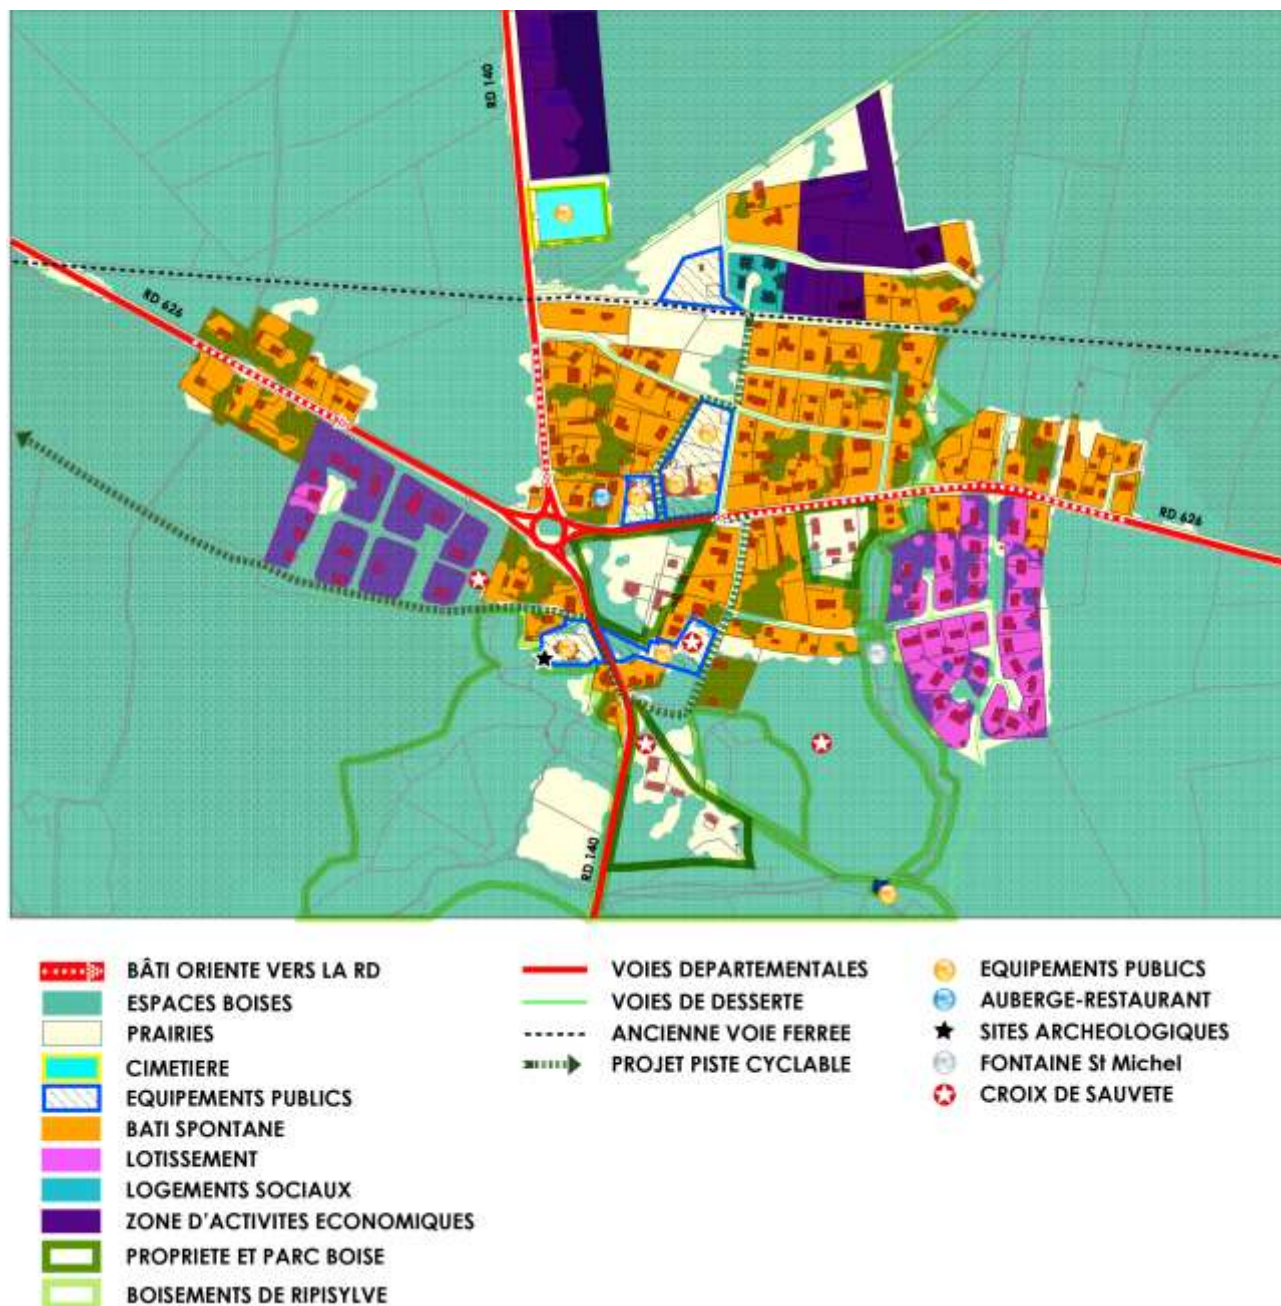 RD 140
RD 626
RD 626
RD 140
BÂTI ORIENTE VERS LA RD
ESPACES BOISES
PRAIRIES
CIMETIERE
EQUIPEMENTS PUBLICS
BATI SPONTANE
LOTISSEMENT
LOGEMENTS SOCIAUX
ZONE D'ACTIVITES ECONOMIQUES
PROPRIETE ET PARC BOISE
BOISEMENTS DE RIPISYLVE
VOIES DEPARTEMENTALES
VOIES DE DESSERTE
ANCIENNE VOIE FERREE
PROJET PISTE CYCLABLE
EQUIPEMENTS PUBLICS
AUBERGE-RESTAURANT
SITES ARCHEOLOGIQUES
FONTAINE St Michel
CROIX DE SAUVETE